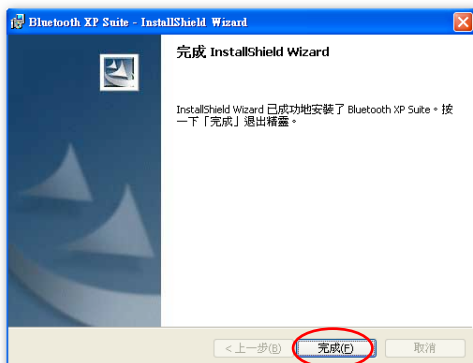 Bluetooth XP Suite - InstallShield Wizard
完成 InstallShield Wizard
InstallShield Wizard 已成功地安裝了 Bluetooth XP Suite。按
一下「完成」退出精靈。
< 上一步(B)
完成(F)
取消